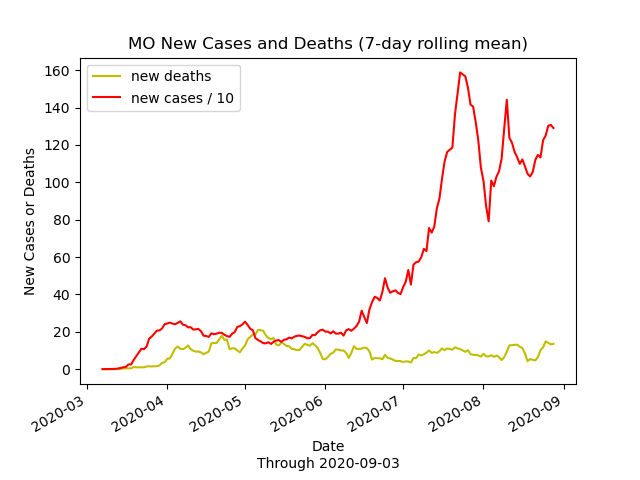 MO New Cases and Deaths (7-day rolling mean)
new deaths
new cases / 10
New Cases or Deaths
160
140
120
100
80
60
40
20
0
2020-03
2020-04
2020-05
2020-06
2020-07
2020-08
2020-09
Date
Through 2020-09-03